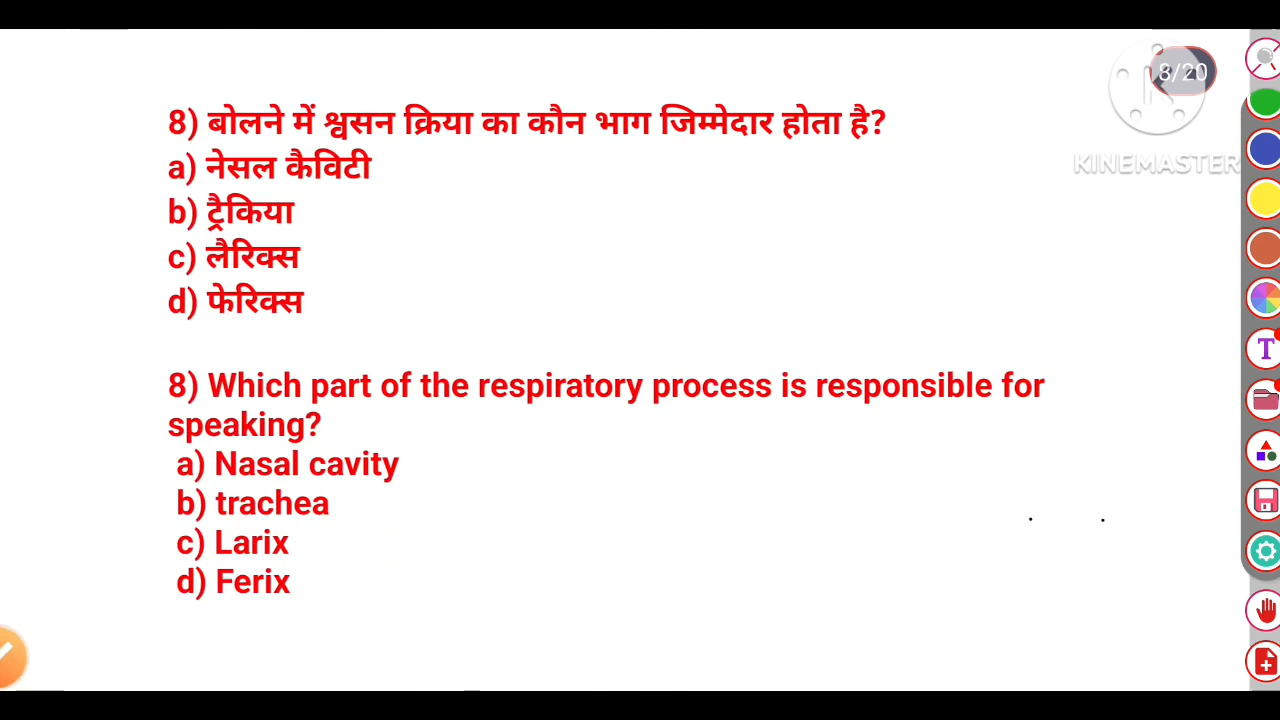 8/20
KINEMASTER
8) बोलने में श्वसन क्रिया का कौन भाग जिम्मेदार होता है?
a) नेसल कैविटी
b) ट्रैकिया
c) लैरिक्स
d) फेरिक्स
8) Which part of the respiratory process is responsible for
speaking?
a) Nasal cavity
b) trachea
c) Larix
d) Ferix
T